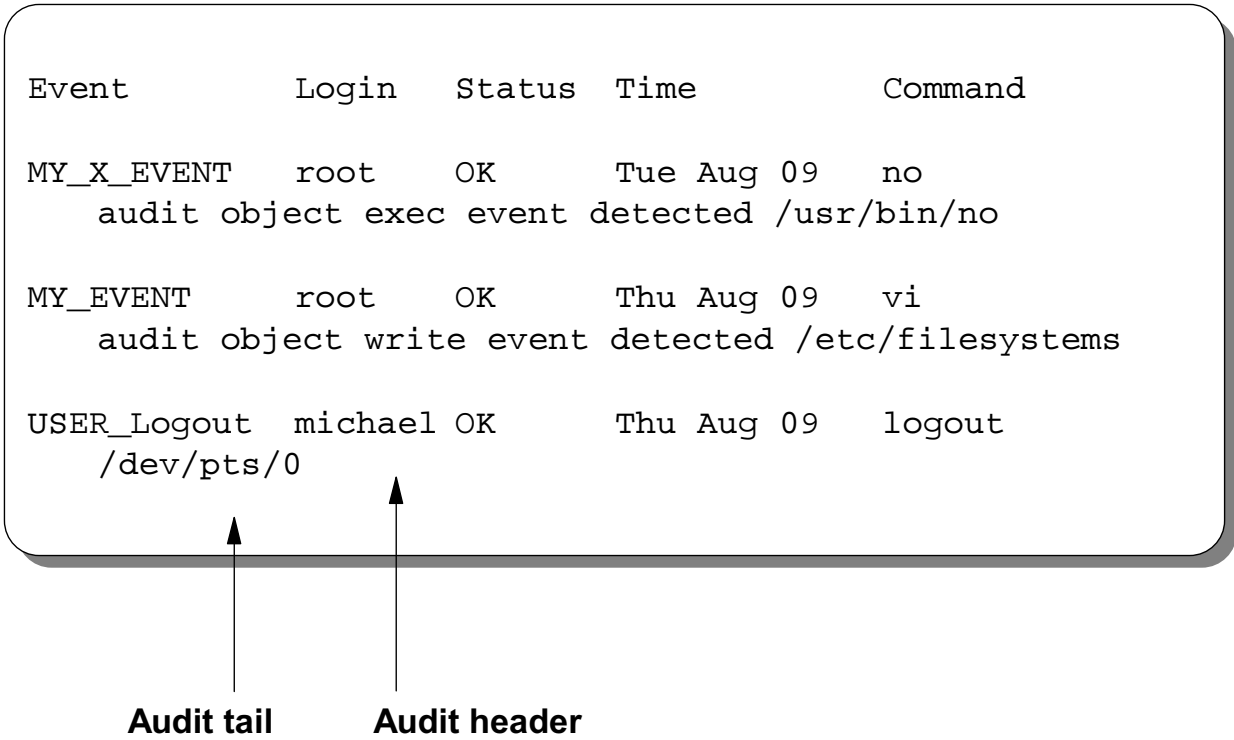 Event Login Status Time Command
MY_X_EVENT root OK Tue Aug 09 no
audit object exec event detected /usr/bin/no
MY_EVENT root OK Thu Aug 09 vi
audit object write event detected /etc/filesystems
USER_Logout michael OK Thu Aug 09 logout
/dev/pts/0
Audit tail Audit header